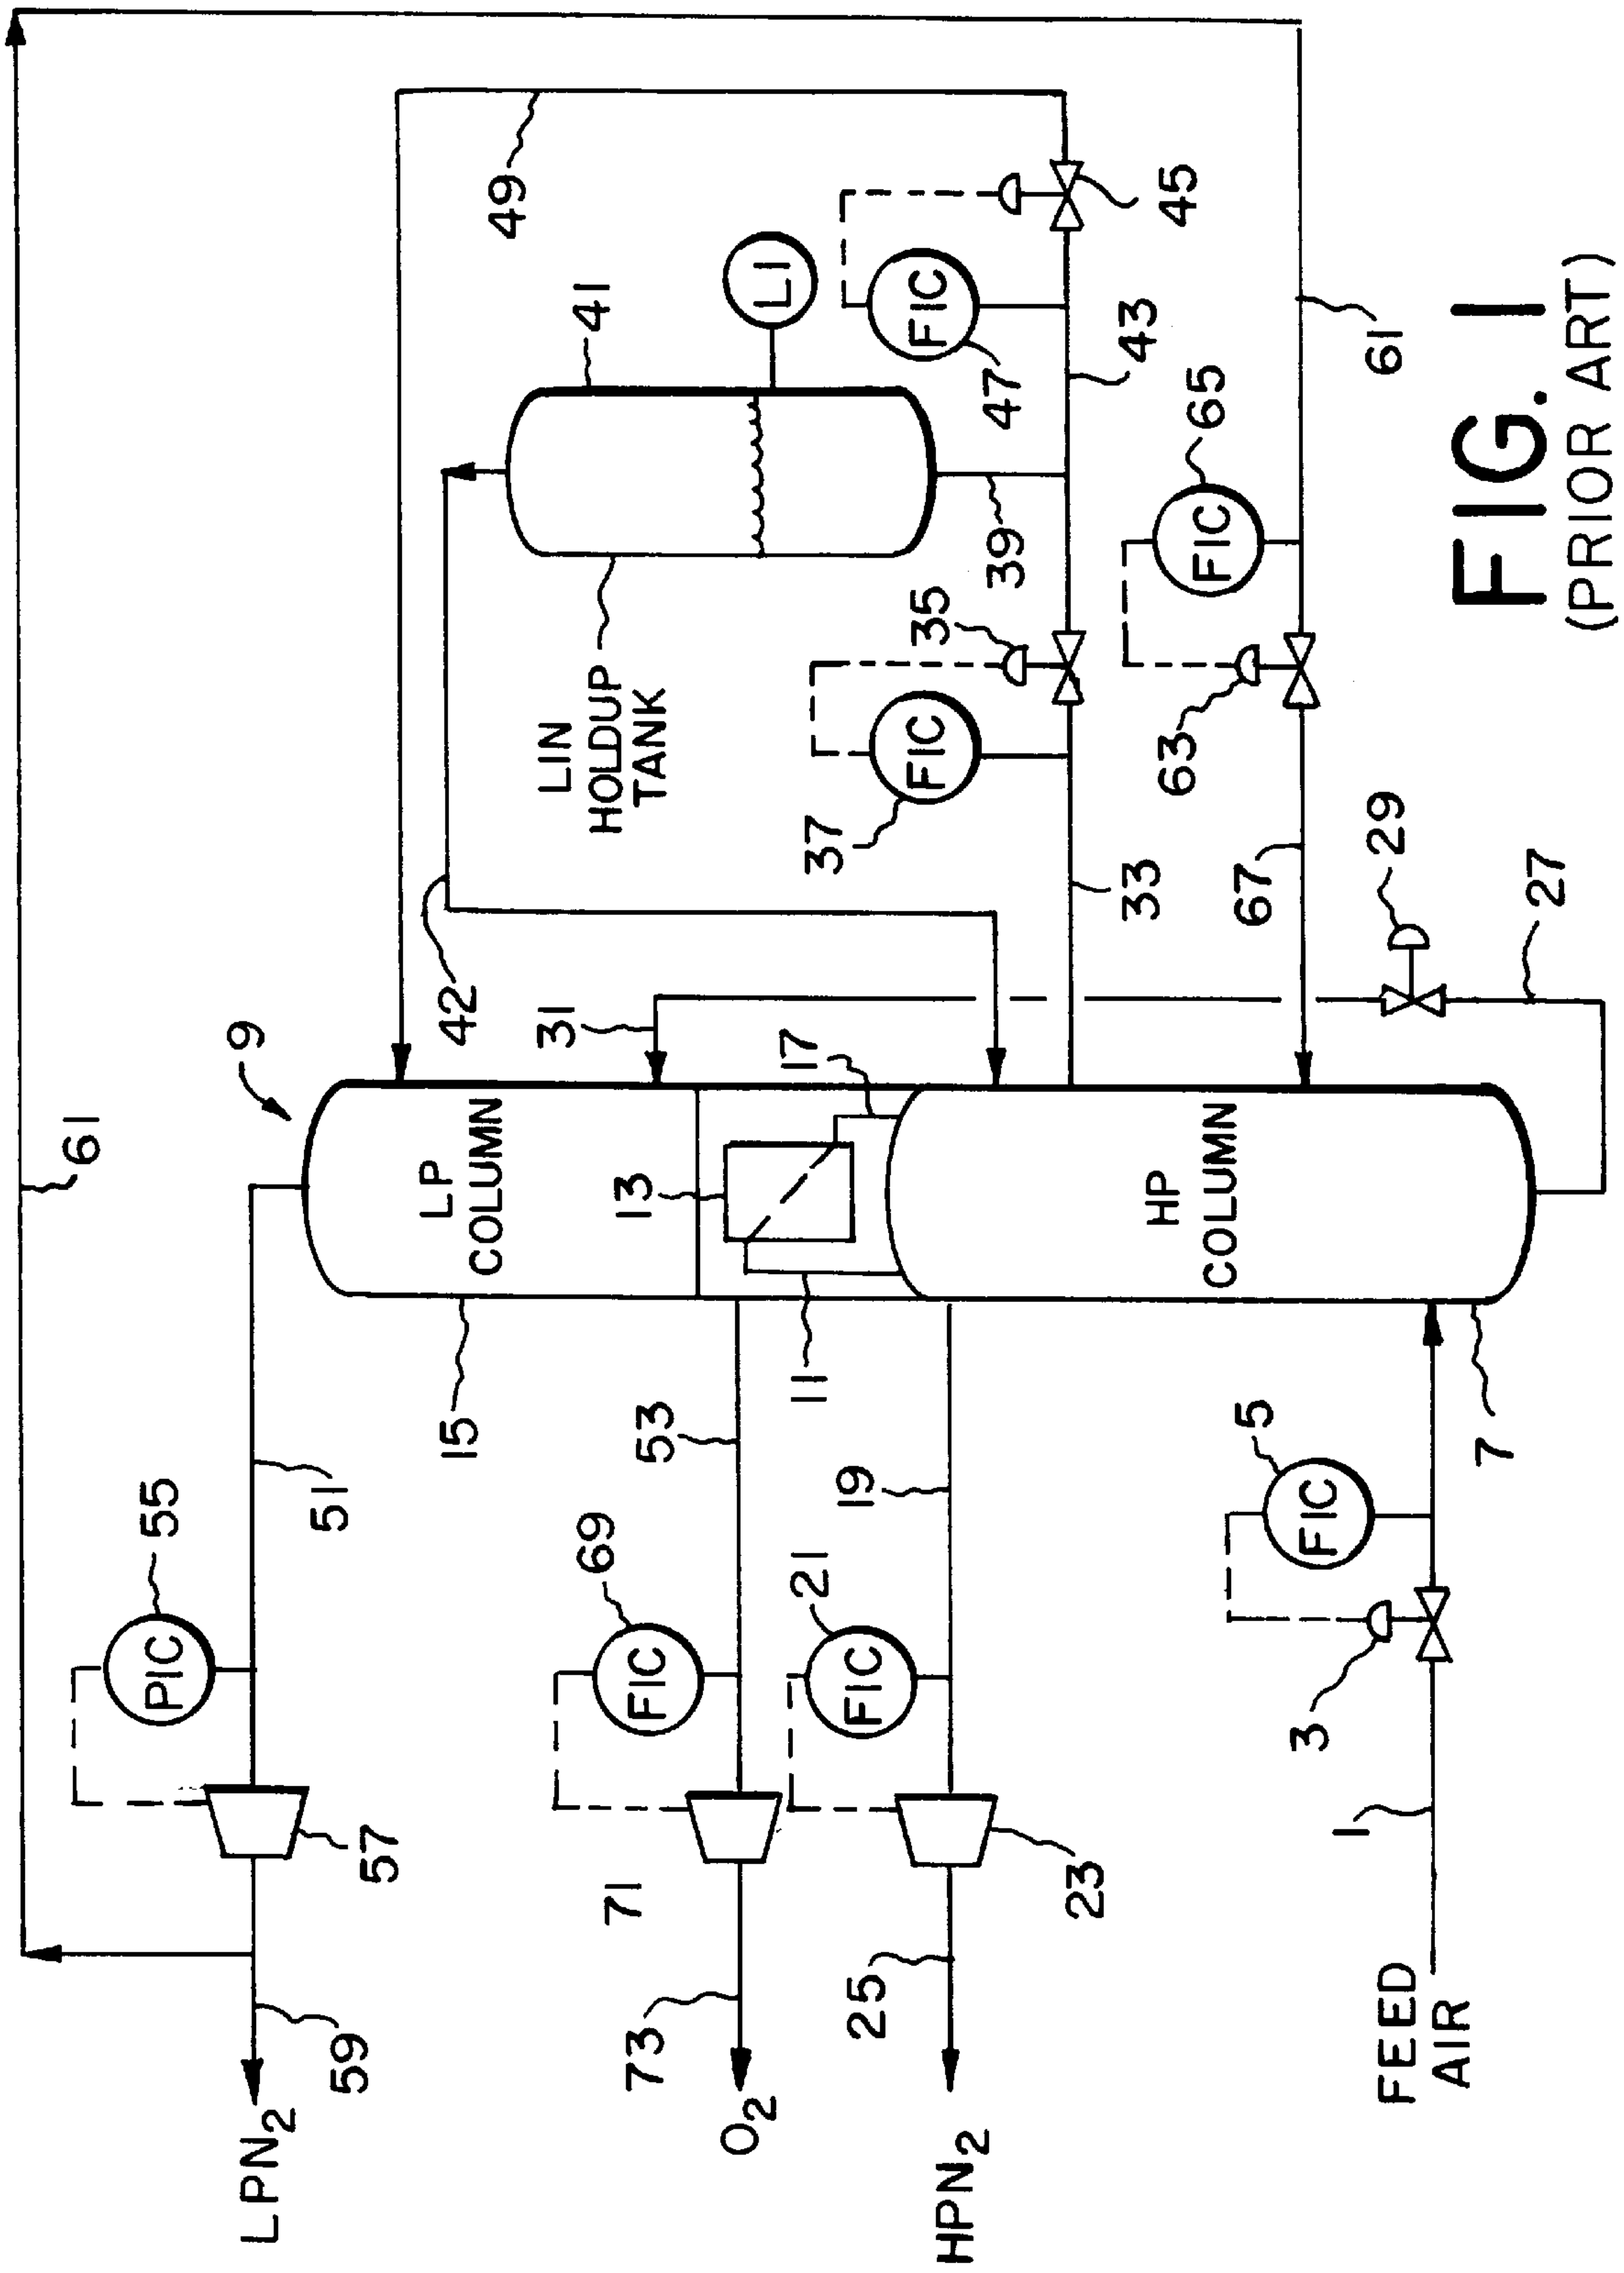 61
9
55
51
57
59
LPN2
LP
COLUMN
15
49
41
LI
42
LIN
HOLDUP
TANK
31
13
17
11
53
69
FIC
71
73
O2
PIC
19
21
FIC
23
25
HPN2
HP
COLUMN
37
FIC
35
33
39
47
FIC
43
45
65
FIC
63
67
61
29
27
5
FIC
3
7
1
FEED
AIR
FIG. 1
(PRIOR ART)